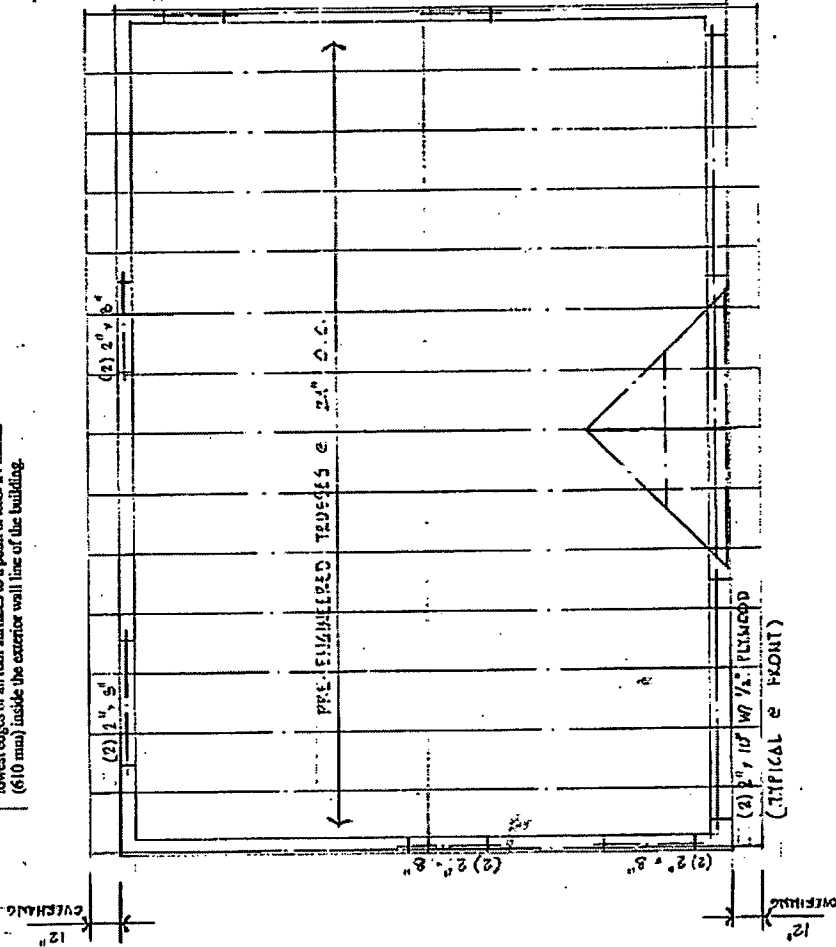 (610 mm) inside the exterior wall line of the building.
(2) 2" x 8"
(2) 2" x 8"
PRE-ENGINEERED TRUSSES @ 24" O.C.
(2) 2" x 10" W/ 1/2" PLYWOOD
(TYPICAL @ FRONT)
(2) 2" x 8"
(2) 2" x 8"
12"
OVERHANG
12"
OVERHANG